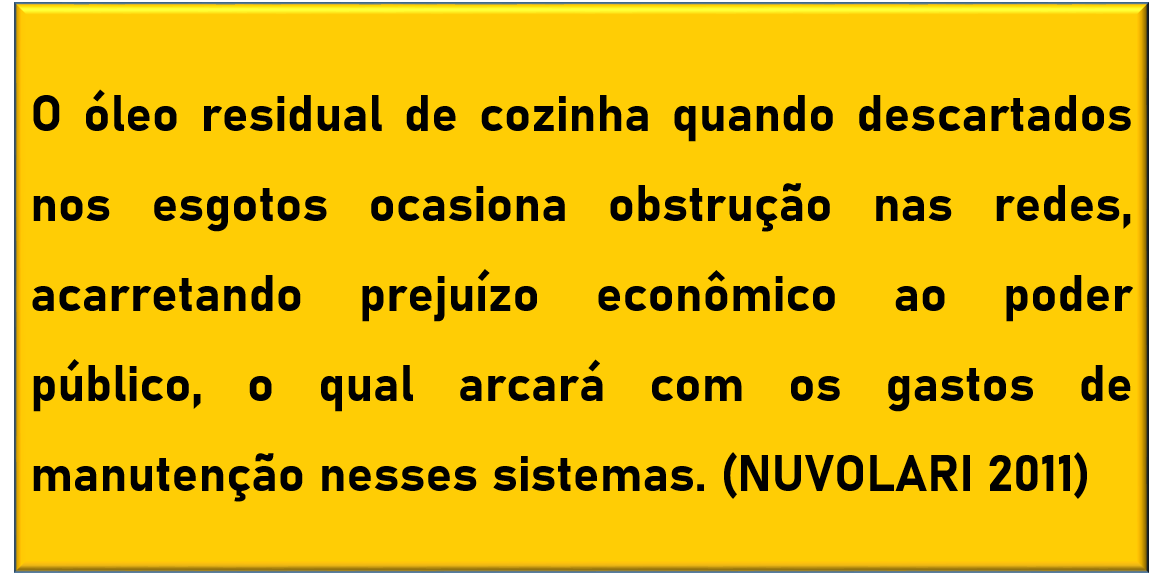 O óleo residual de cozinha quando descartados
nos esgotos ocasiona obstrução nas redes,
acarretando prejuízo econômico ao poder
público, o qual arcará com os gastos de
manutenção nesses sistemas. (NUVOLARI 2011)